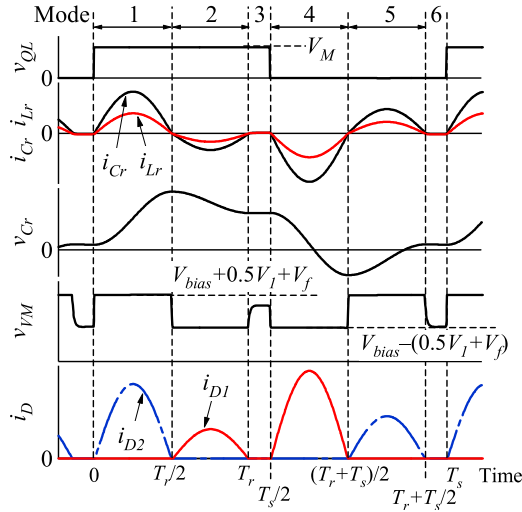 Mode 1 2 3 4 5 6
v_QL
V_M
0
i_Cr i_Lr
0
i_Cr
i_Lr
v_Cr
0
V_bias+0.5V_1+V_f
v_VM
V_bias−(0.5V_1+V_f)
i_D
i_D1
i_D2
0
0 T_r/2 T_r (T_r+T_s)/2 T_s Time
T_s/2 T_r+T_s/2